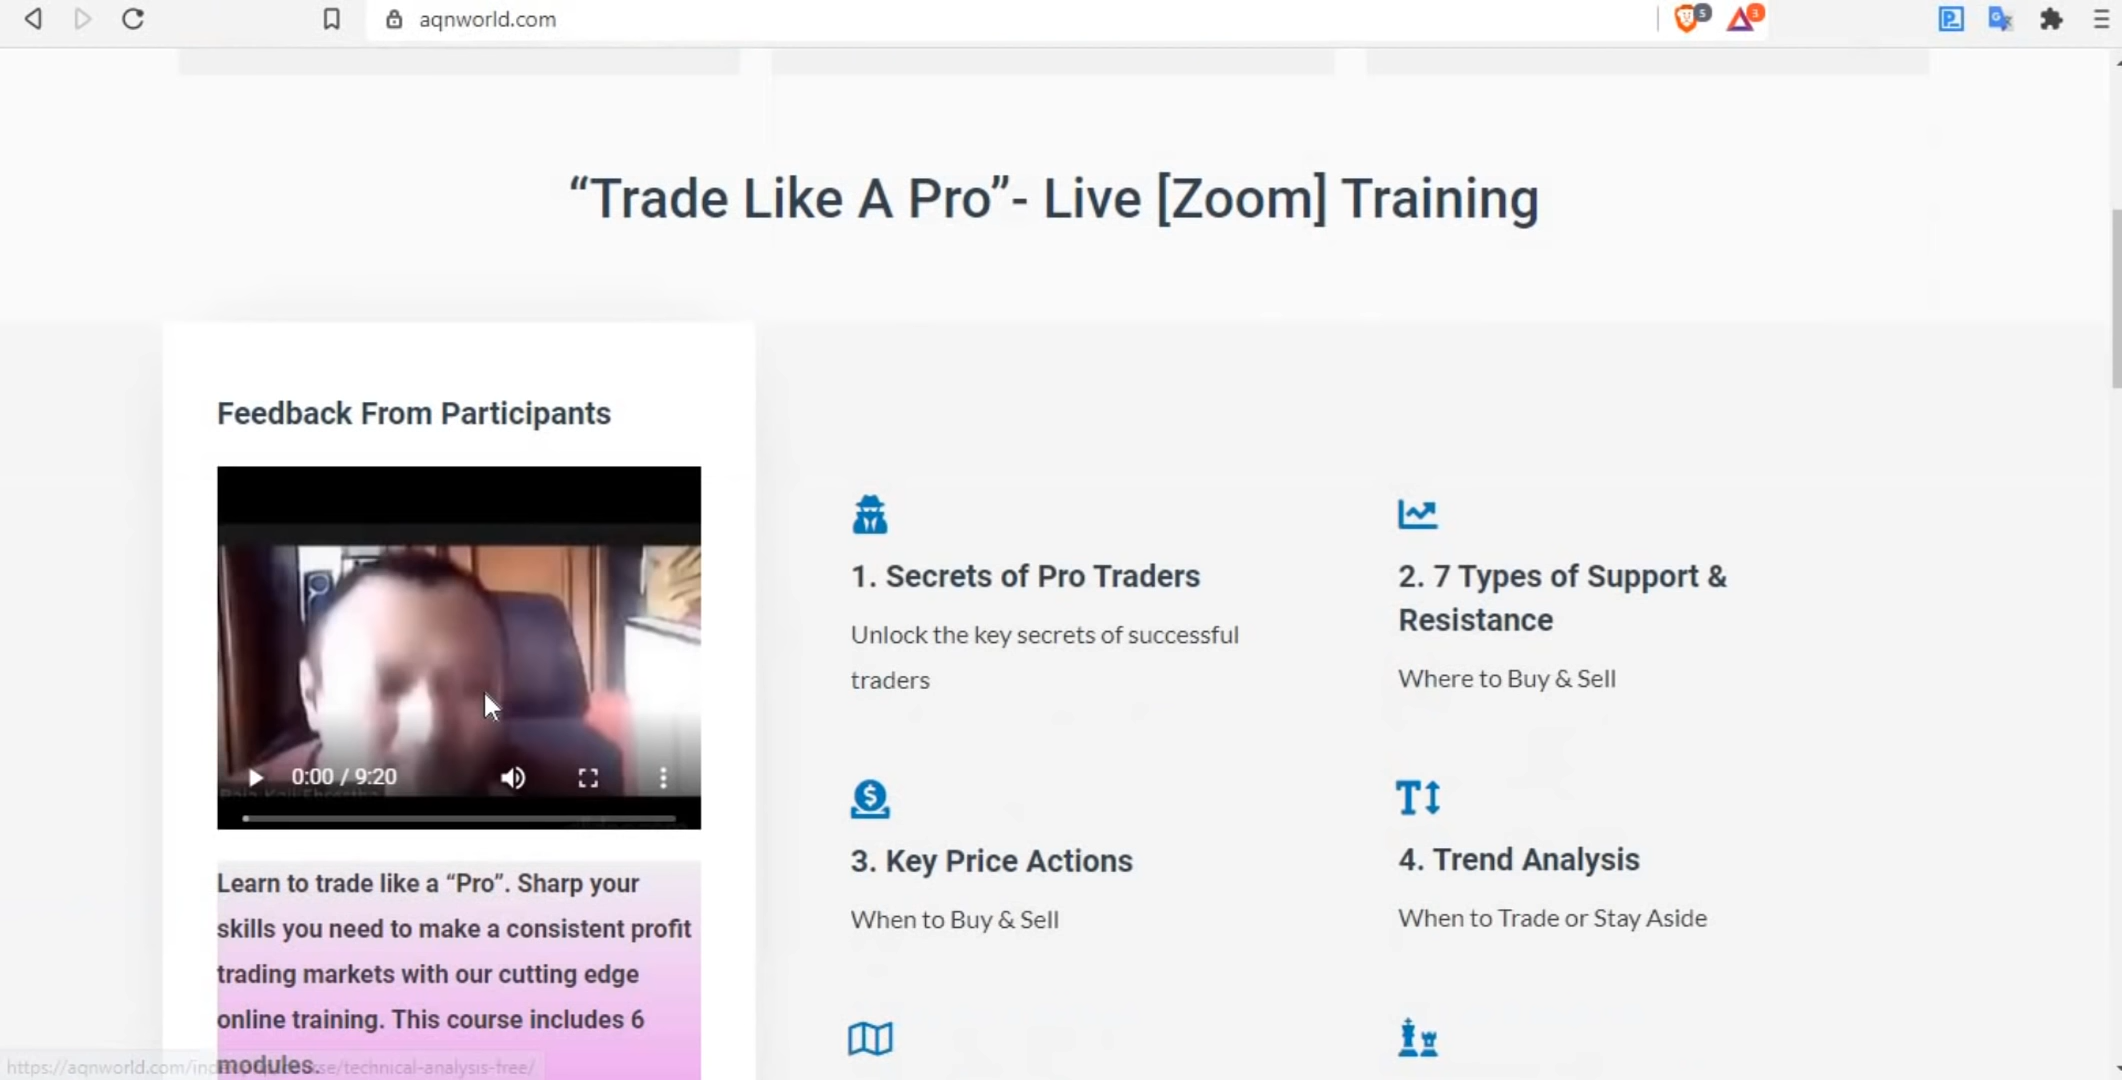 aqnworld.com
5
3
“Trade Like A Pro”- Live [Zoom] Training
Feedback From Participants
0:00 / 9:20
Learn to trade like a “Pro”. Sharp your
skills you need to make a consistent profit
trading markets with our cutting edge
online training. This course includes 6
modules.
1. Secrets of Pro Traders
Unlock the key secrets of successful
traders
2. 7 Types of Support &
Resistance
Where to Buy & Sell
3. Key Price Actions
When to Buy & Sell
4. Trend Analysis
When to Trade or Stay Aside